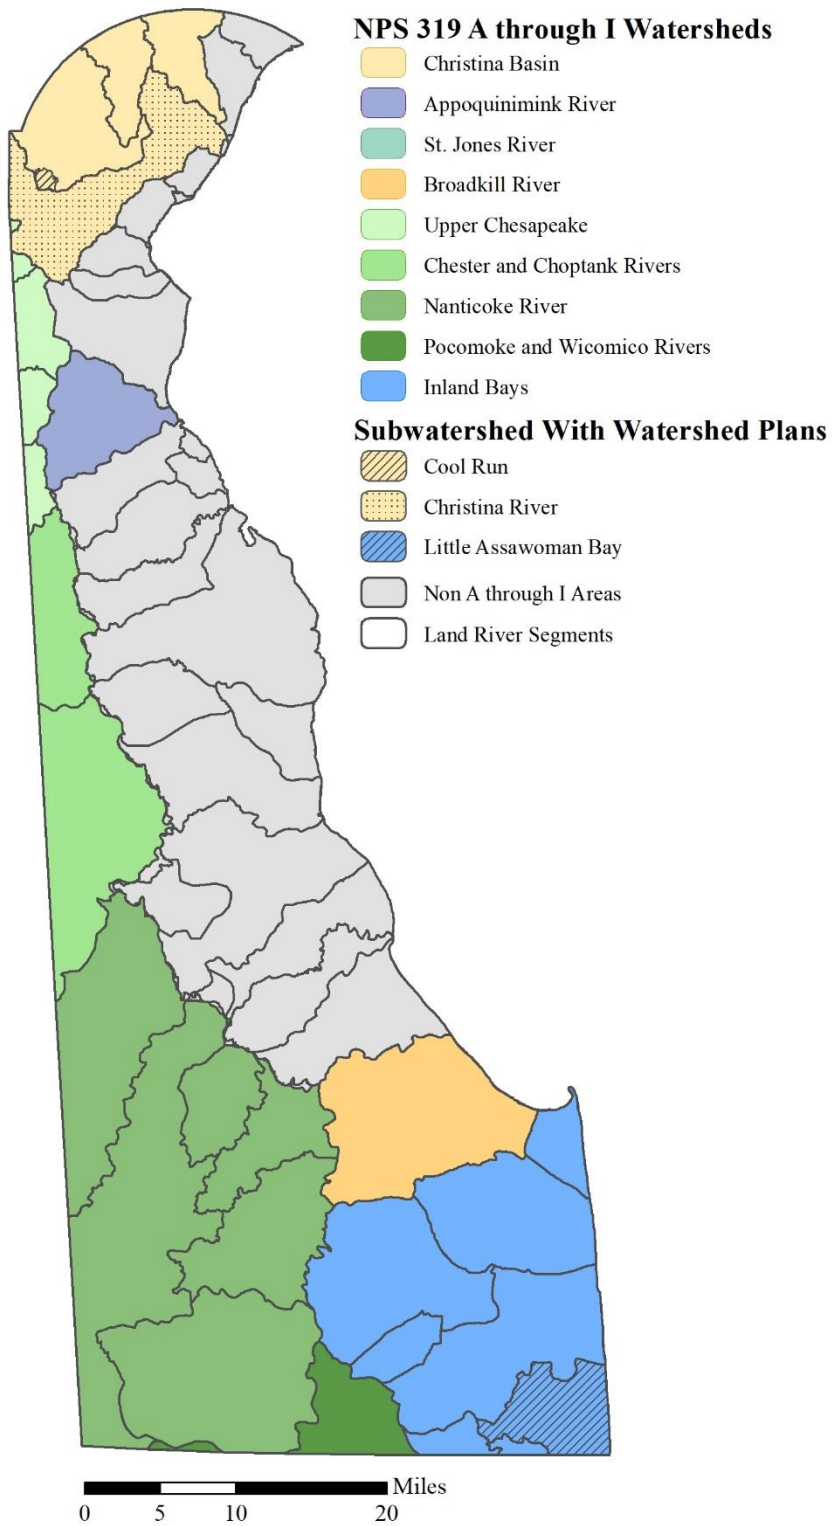 NPS 319 A through I Watersheds
Christina Basin
Appoquinimink River
St. Jones River
Broadkill River
Upper Chesapeake
Chester and Choptank Rivers
Nanticoke River
Pocomoke and Wicomico Rivers
Inland Bays
Subwatershed With Watershed Plans
Cool Run
Christina River
Little Assawoman Bay
Non A through I Areas
Land River Segments
Miles
0 5 10 20